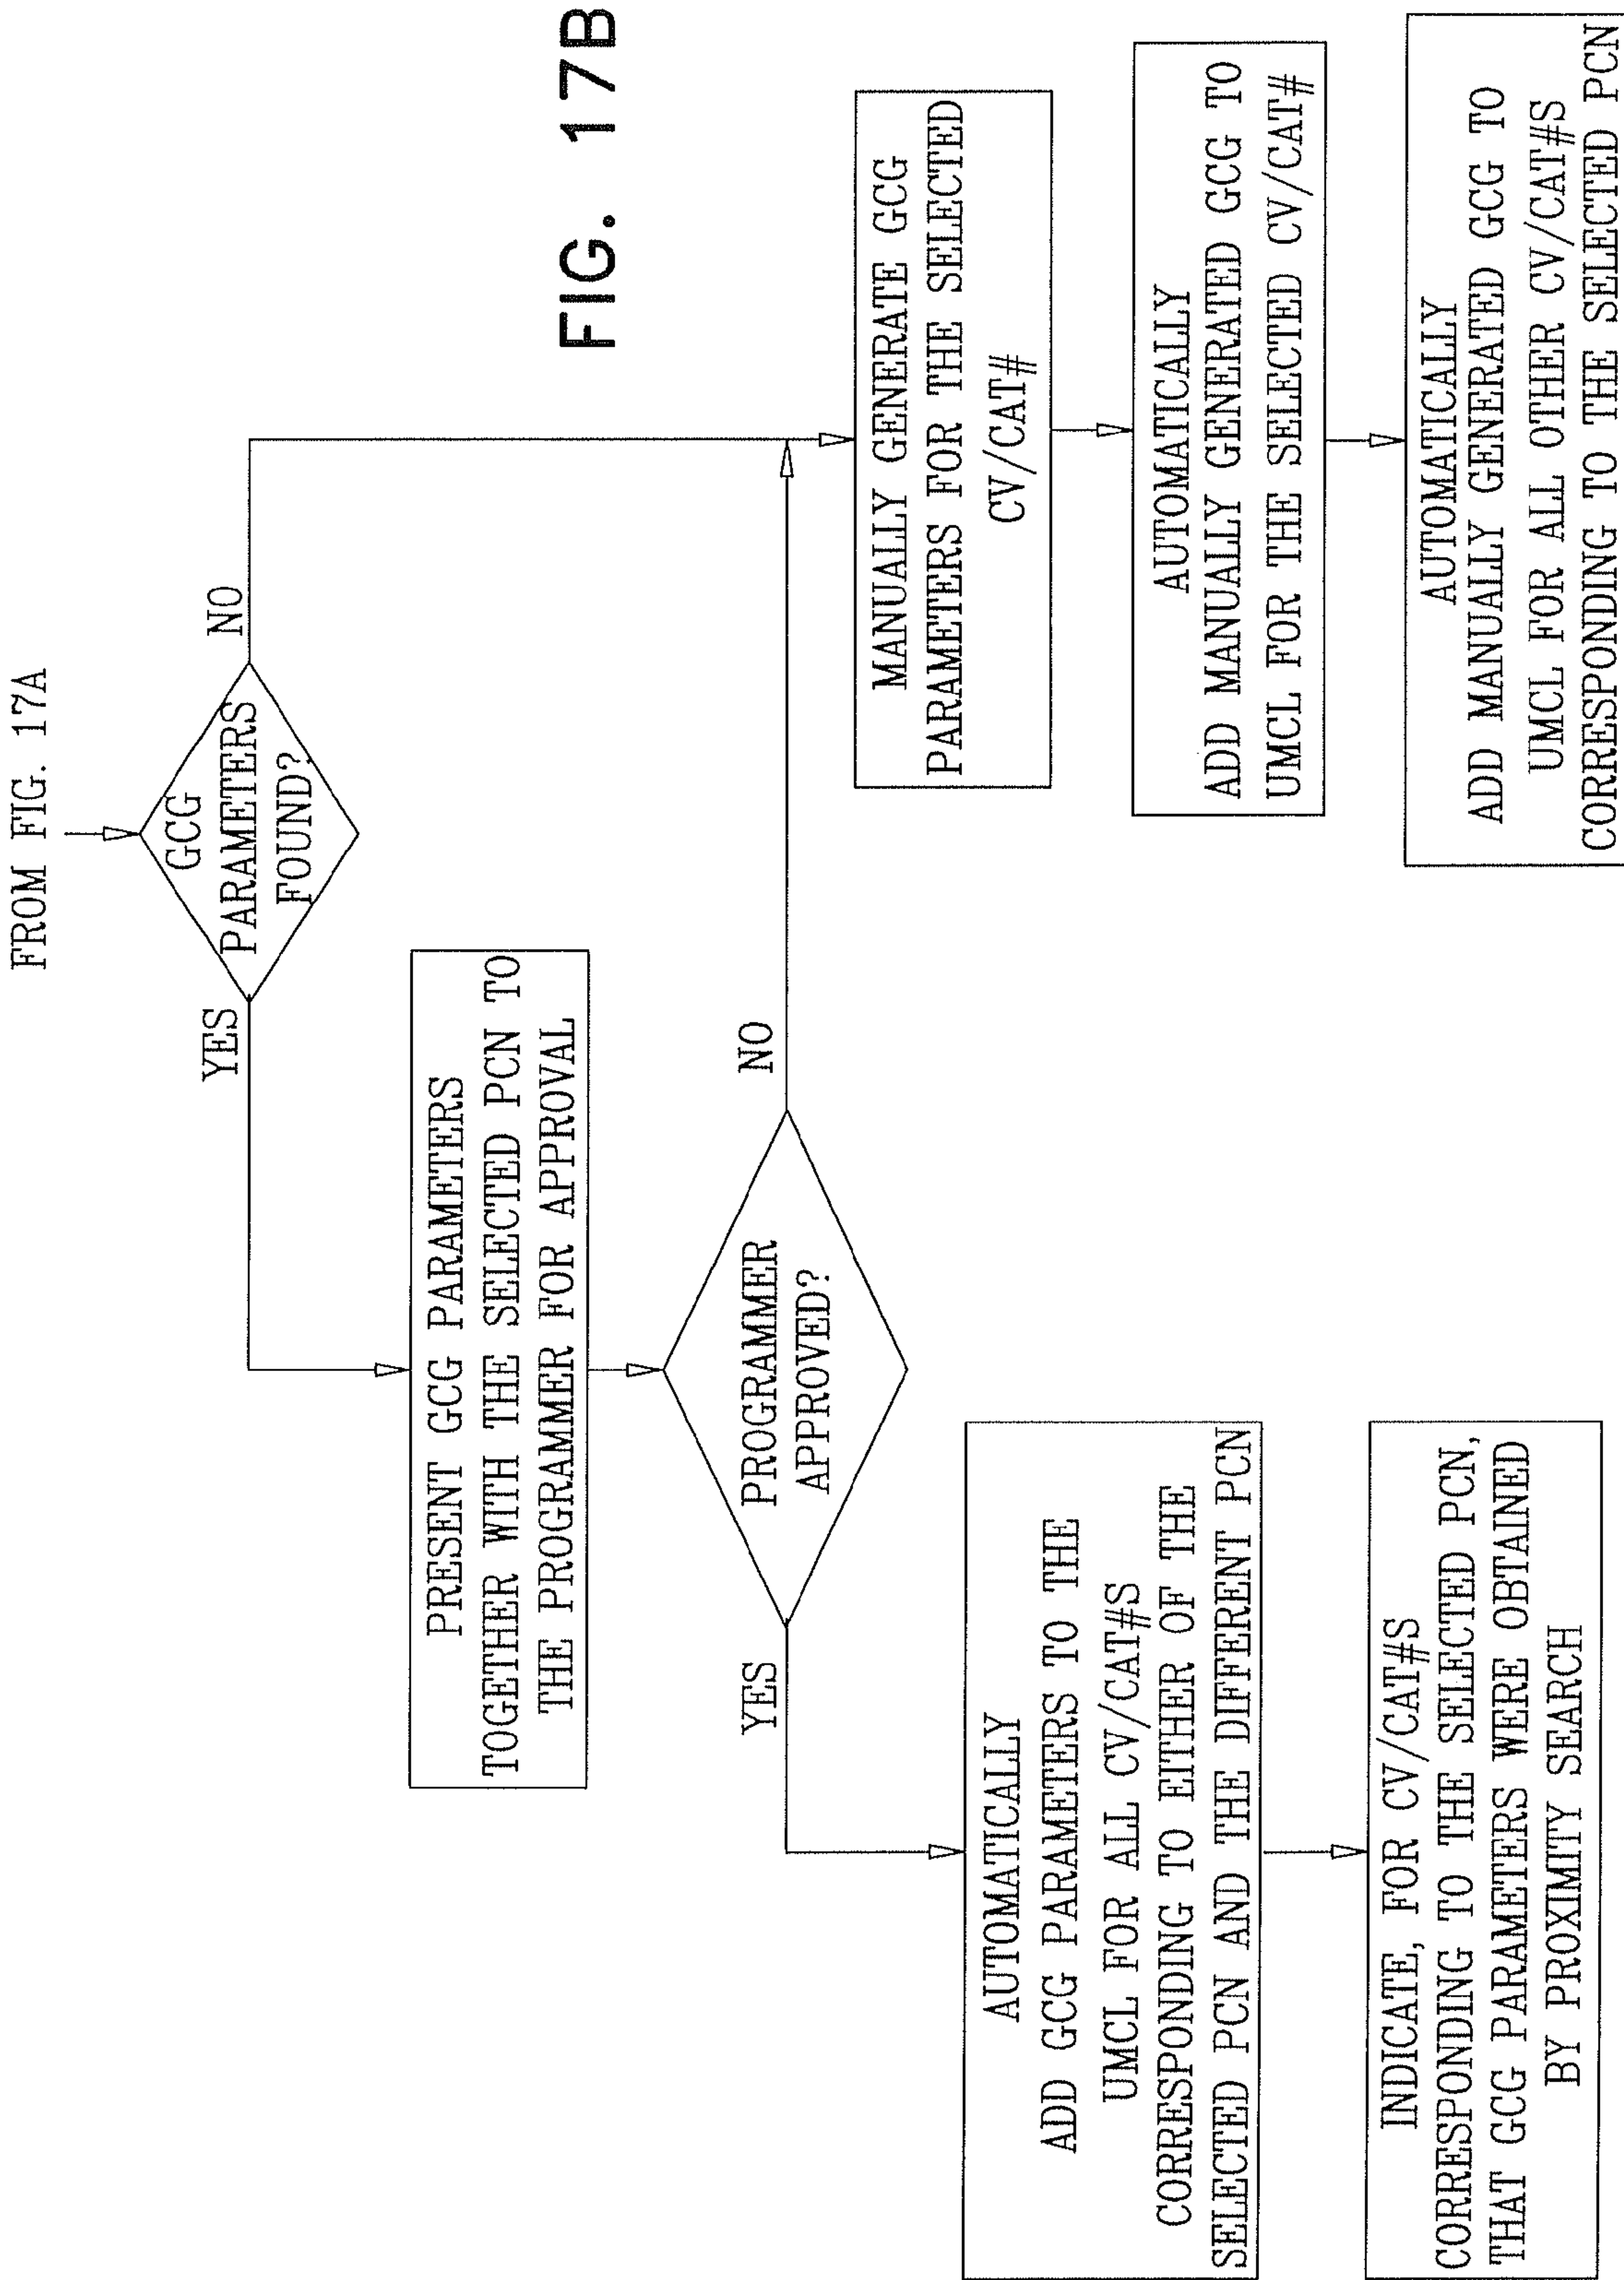 FROM FIG. 17A
GCG
PARAMETERS
FOUND?
YES
NO
PRESENT GCG PARAMETERS
TOGETHER WITH THE SELECTED PCN TO
THE PROGRAMMER FOR APPROVAL
PROGRAMMER
APPROVED?
YES
NO
AUTOMATICALLY
ADD GCG PARAMETERS TO THE
UMCL FOR ALL CV/CAT#S
CORRESPONDING TO EITHER OF THE
SELECTED PCN AND THE DIFFERENT PCN
INDICATE, FOR CV/CAT#S
CORRESPONDING TO THE SELECTED PCN,
THAT GCG PARAMETERS WERE OBTAINED
BY PROXIMITY SEARCH
FIG. 17B
MANUALLY GENERATE GCG
PARAMETERS FOR THE SELECTED
CV/CAT#
AUTOMATICALLY
ADD MANUALLY GENERATED GCG TO
UMCL FOR THE SELECTED CV/CAT#
AUTOMATICALLY
ADD MANUALLY GENERATED GCG TO
UMCL FOR ALL OTHER CV/CAT#S
CORRESPONDING TO THE SELECTED PCN